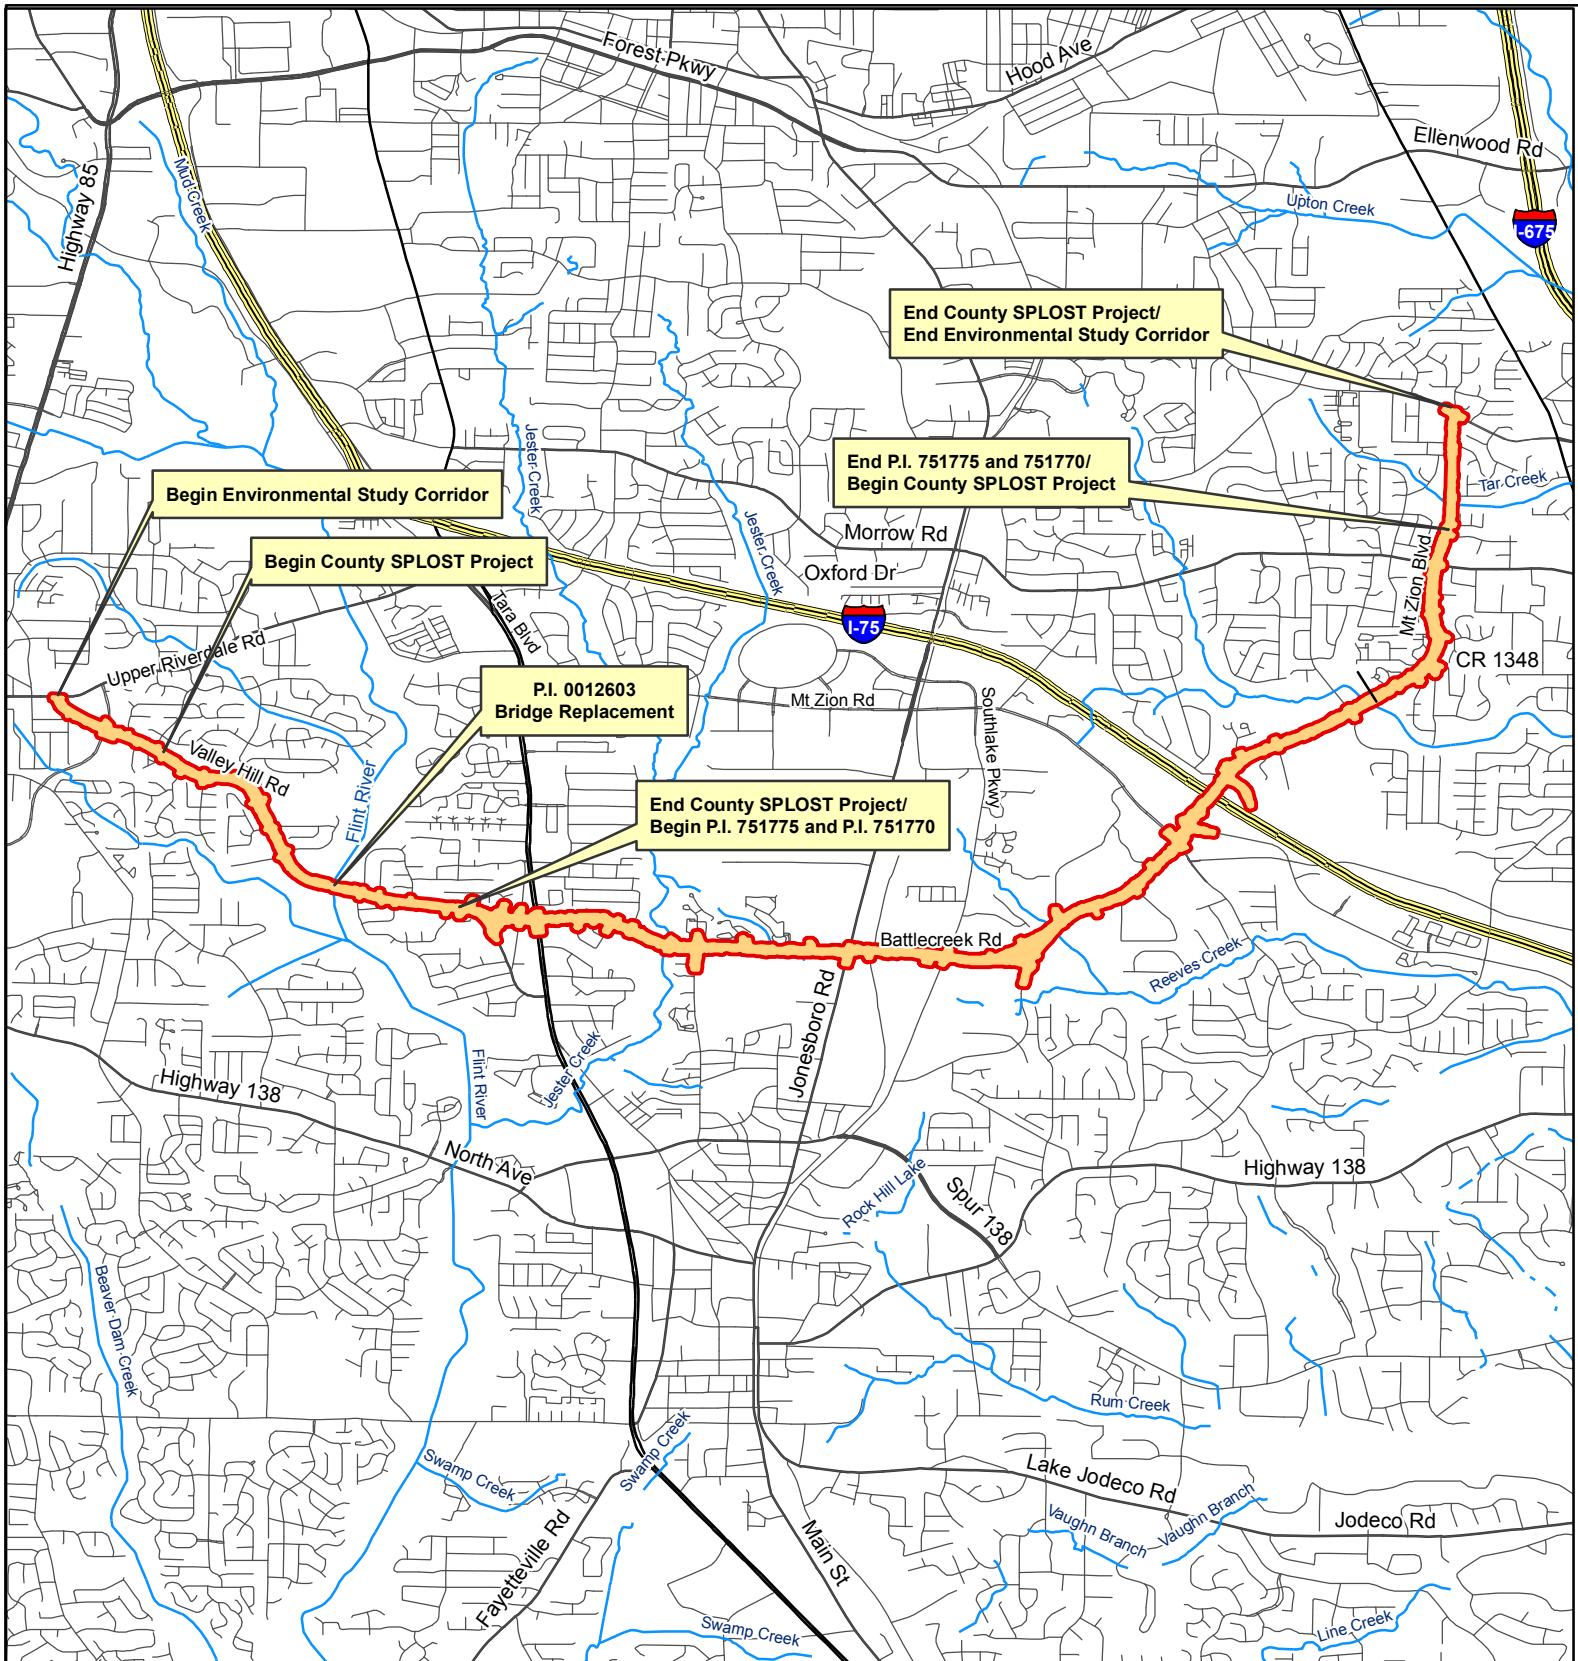 Forest Pkwy
Hood Ave
Ellenwood Rd
Highway 85
Mud Creek
Upton Creek
I-675
End County SPLOST Project/
End Environmental Study Corridor
Jester Creek
End P.I. 751775 and 751770/
Begin County SPLOST Project
Tar Creek
Begin Environmental Study Corridor
Jester Creek
Morrow Rd
Oxford Dr
Begin County SPLOST Project
Tara Blvd
I-75
Mt Zion Blvd
Upper Riverdale Rd
CR 1348
P.I. 0012603
Bridge Replacement
Mt Zion Rd
Southlake Pkwy
Valley Hill Rd
Flint River
End County SPLOST Project/
Begin P.I. 751775 and P.I. 751770
Battlecreek Rd
Reeves Creek
Jonesboro Rd
Highway 138
Flint River
Jester Creek
North Ave
Rock Hill Lake
Spur 138
Highway 138
Beaver Dam Creek
Rum Creek
Swamp Creek
Swamp Creek
Lake Jodeco Rd
Vaughn Branch
Vaughn Branch
Jodeco Rd
Fayetteville Rd
Main St
Swamp Creek
Line Creek